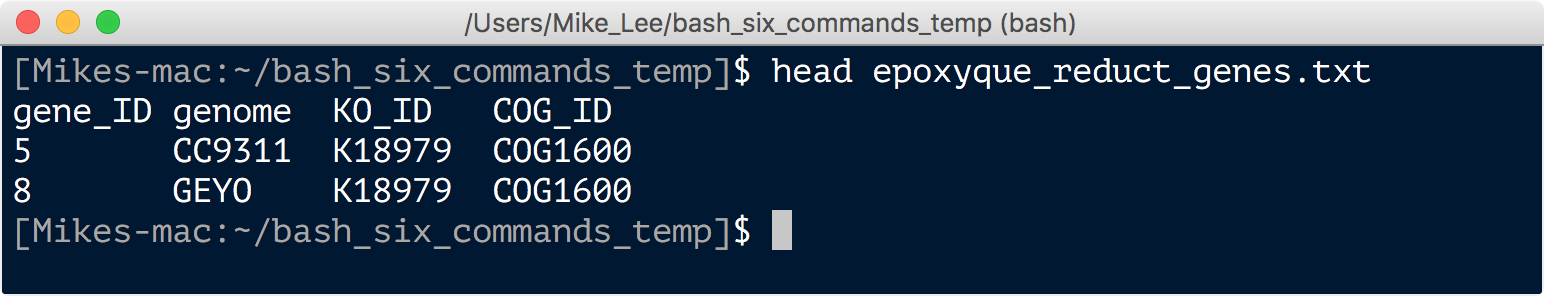 /Users/Mike_Lee/bash_six_commands_temp (bash)
[Mikes-mac:~/bash_six_commands_temp]$ head epoxyque_reduct_genes.txt
gene_ID genome  KO_ID   COG_ID
5       CC9311  K18979  COG1600
8       GEYO    K18979  COG1600
[Mikes-mac:~/bash_six_commands_temp]$